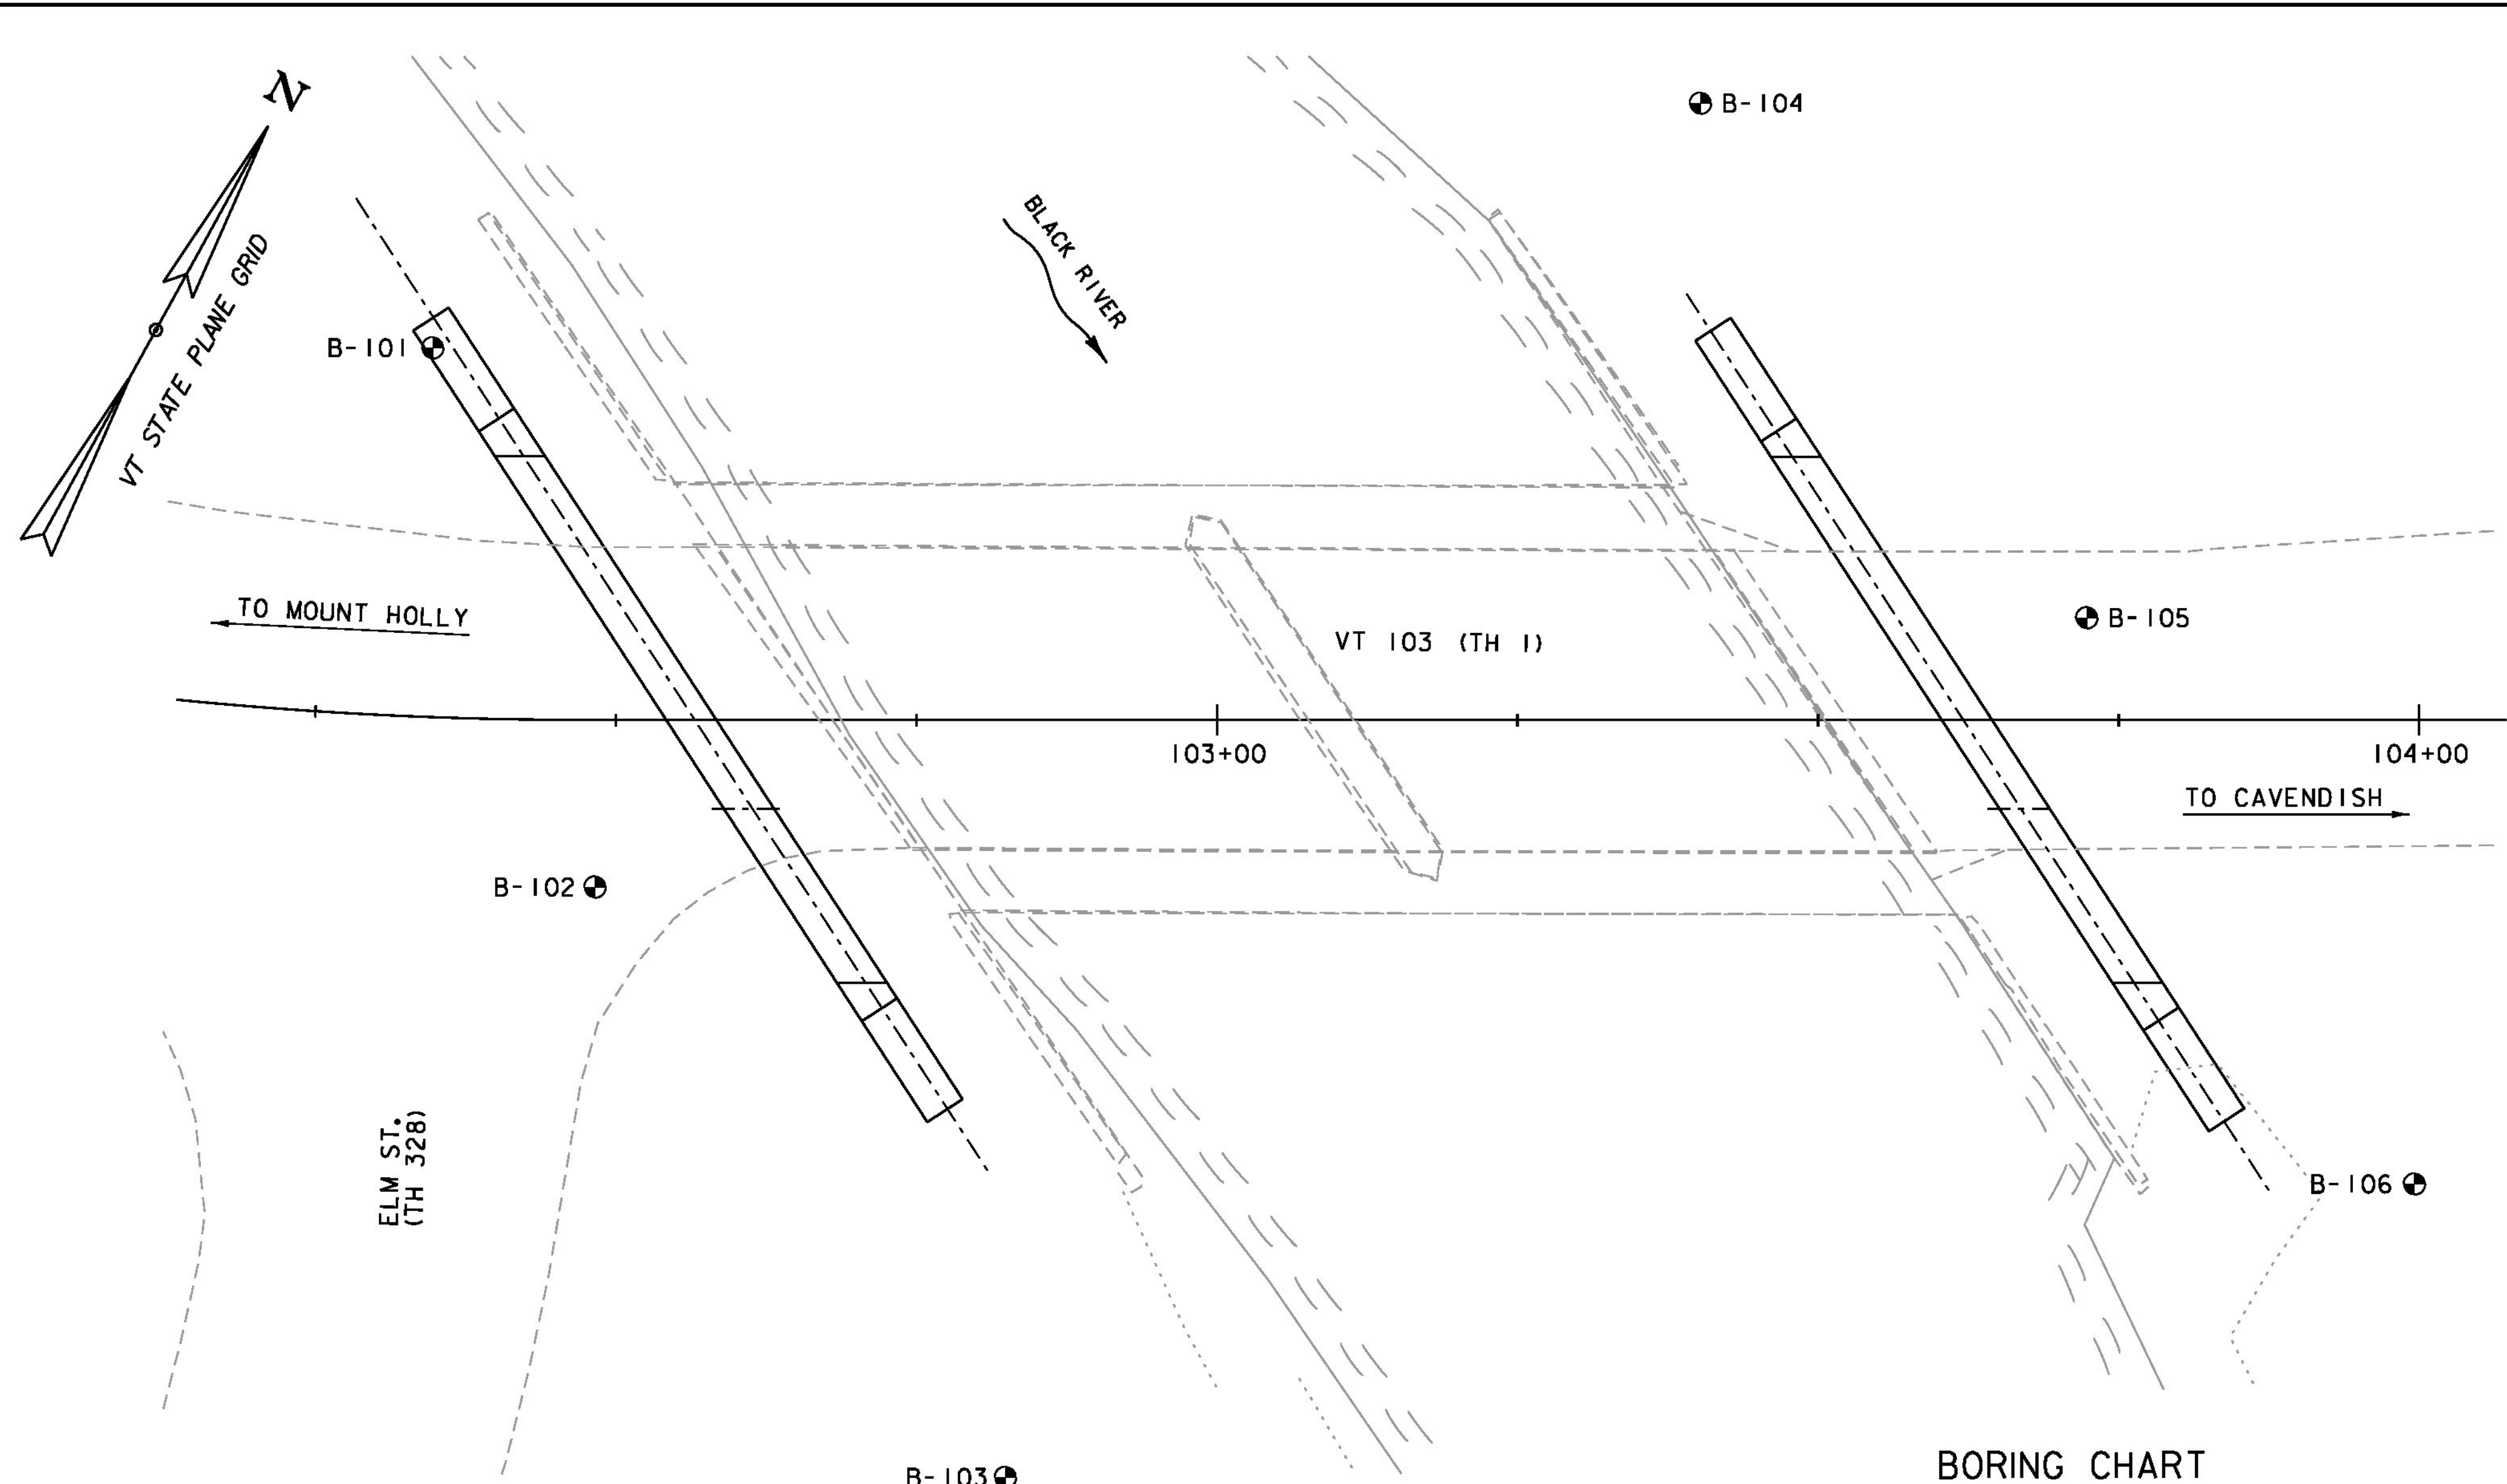 N
VT STATE PLANE GRID
BLACK RIVER
B-104
B-101
TO MOUNT HOLLY
VT 103 (TH 1)
B-105
103+00
104+00
TO CAVENDISH
B-102
ELM ST.
(TH 328)
B-106
B-103
BORING CHART